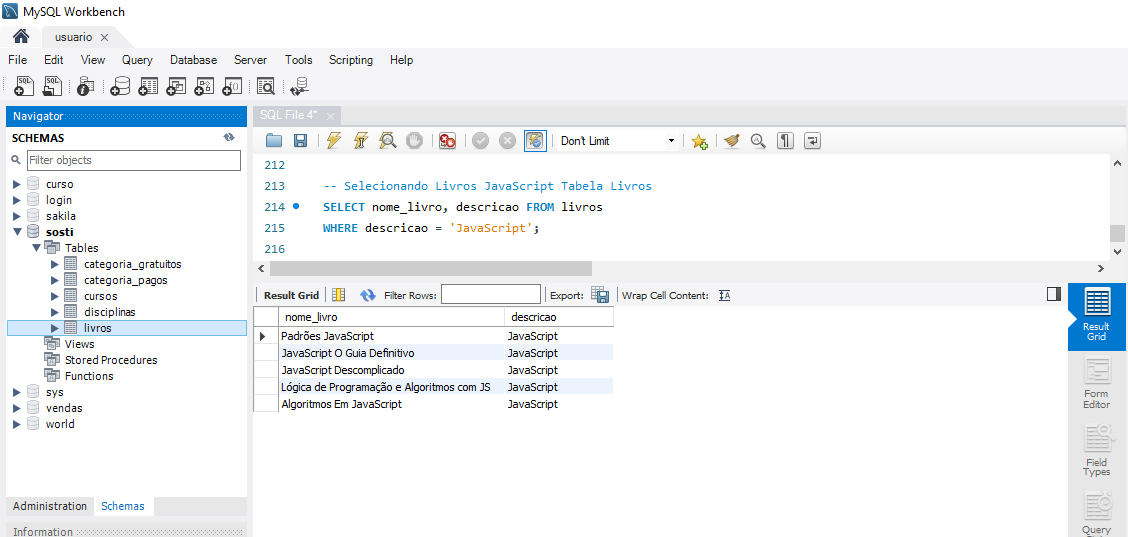 MySQL Workbench
usuario
File Edit View Query Database Server Tools Scripting Help
SQL SQL
Navigator
SCHEMAS
Filter objects
curso
login
sakila
sosti
Tables
categoria_gratuitos
categoria_pagos
cursos
disciplinas
livros
Views
Stored Procedures
Functions
sys
vendas
world
Administration Schemas
Information
SQL File 4*
Don't Limit
212
213 -- Selecionando Livros JavaScript Tabela Livros
214 SELECT nome_livro, descricao FROM livros
215 WHERE descricao = 'JavaScript';
216
Result Grid Filter Rows: Export: Wrap Cell Content: IA
nome_livro descricao
Padrões JavaScript JavaScript
JavaScript O Guia Definitivo JavaScript
JavaScript Descomplicado JavaScript
Lógica de Programação e Algoritmos com JS JavaScript
Algoritmos Em JavaScript JavaScript
Result
Grid
Form
Editor
Field
Types
Query